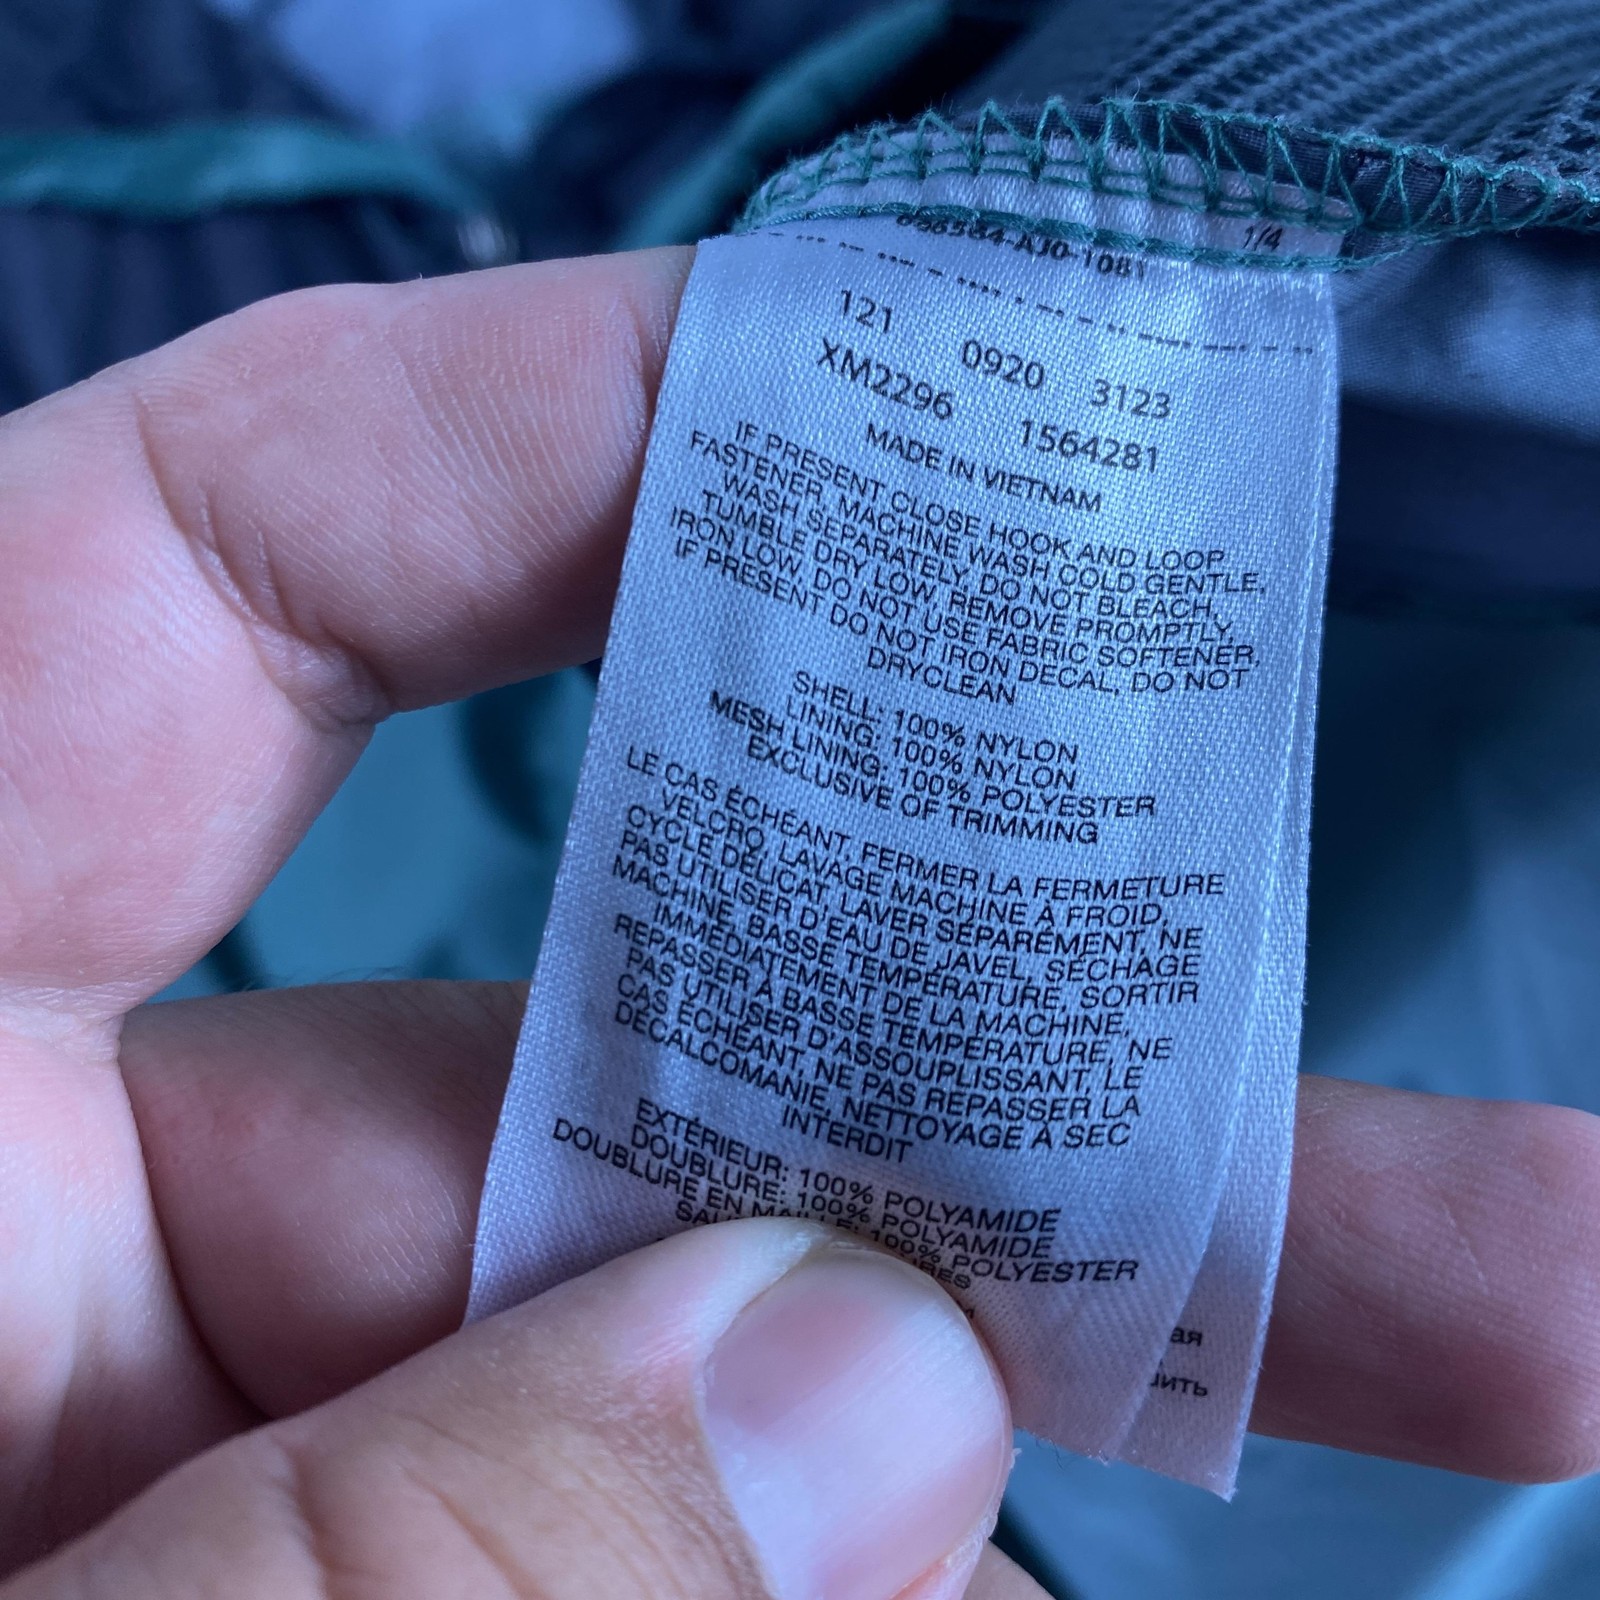 1/4
121 0920 3123
XM2296 1564281
MADE IN VIETNAM
IF PRESENT CLOSE HOOK AND LOOP
FASTENER, MACHINE WASH COLD GENTLE,
WASH SEPARATELY, DO NOT BLEACH,
TUMBLE DRY LOW, REMOVE PROMPTLY,
IRON LOW, DO NOT USE FABRIC SOFTENER,
IF PRESENT DO NOT IRON DECAL, DO NOT
DRYCLEAN
SHELL: 100% NYLON
LINING: 100% NYLON
MESH LINING: 100% POLYESTER
EXCLUSIVE OF TRIMMING
LE CAS ÉCHÉANT, FERMER LA FERMETURE
VELCRO, LAVAGE MACHINE À FROID,
CYCLE DÉLICAT, LAVER SÉPARÉMENT, NE
PAS UTILISER D'EAU DE JAVEL, SÉCHAGE
MACHINE, BASSE TEMPÉRATURE, SORTIR
IMMÉDIATEMENT DE LA MACHINE,
REPASSER À BASSE TEMPÉRATURE, NE
PAS UTILISER D'ASSOUPLISSANT, LE
CAS ÉCHÉANT, NE PAS REPASSER LA
DÉCALCOMANIE, NETTOYAGE À SEC
INTERDIT
EXTÉRIEUR: 100% POLYAMIDE
DOUBLURE: 100% POLYAMIDE
DOUBLURE EN MAILLE: 100% POLYESTER